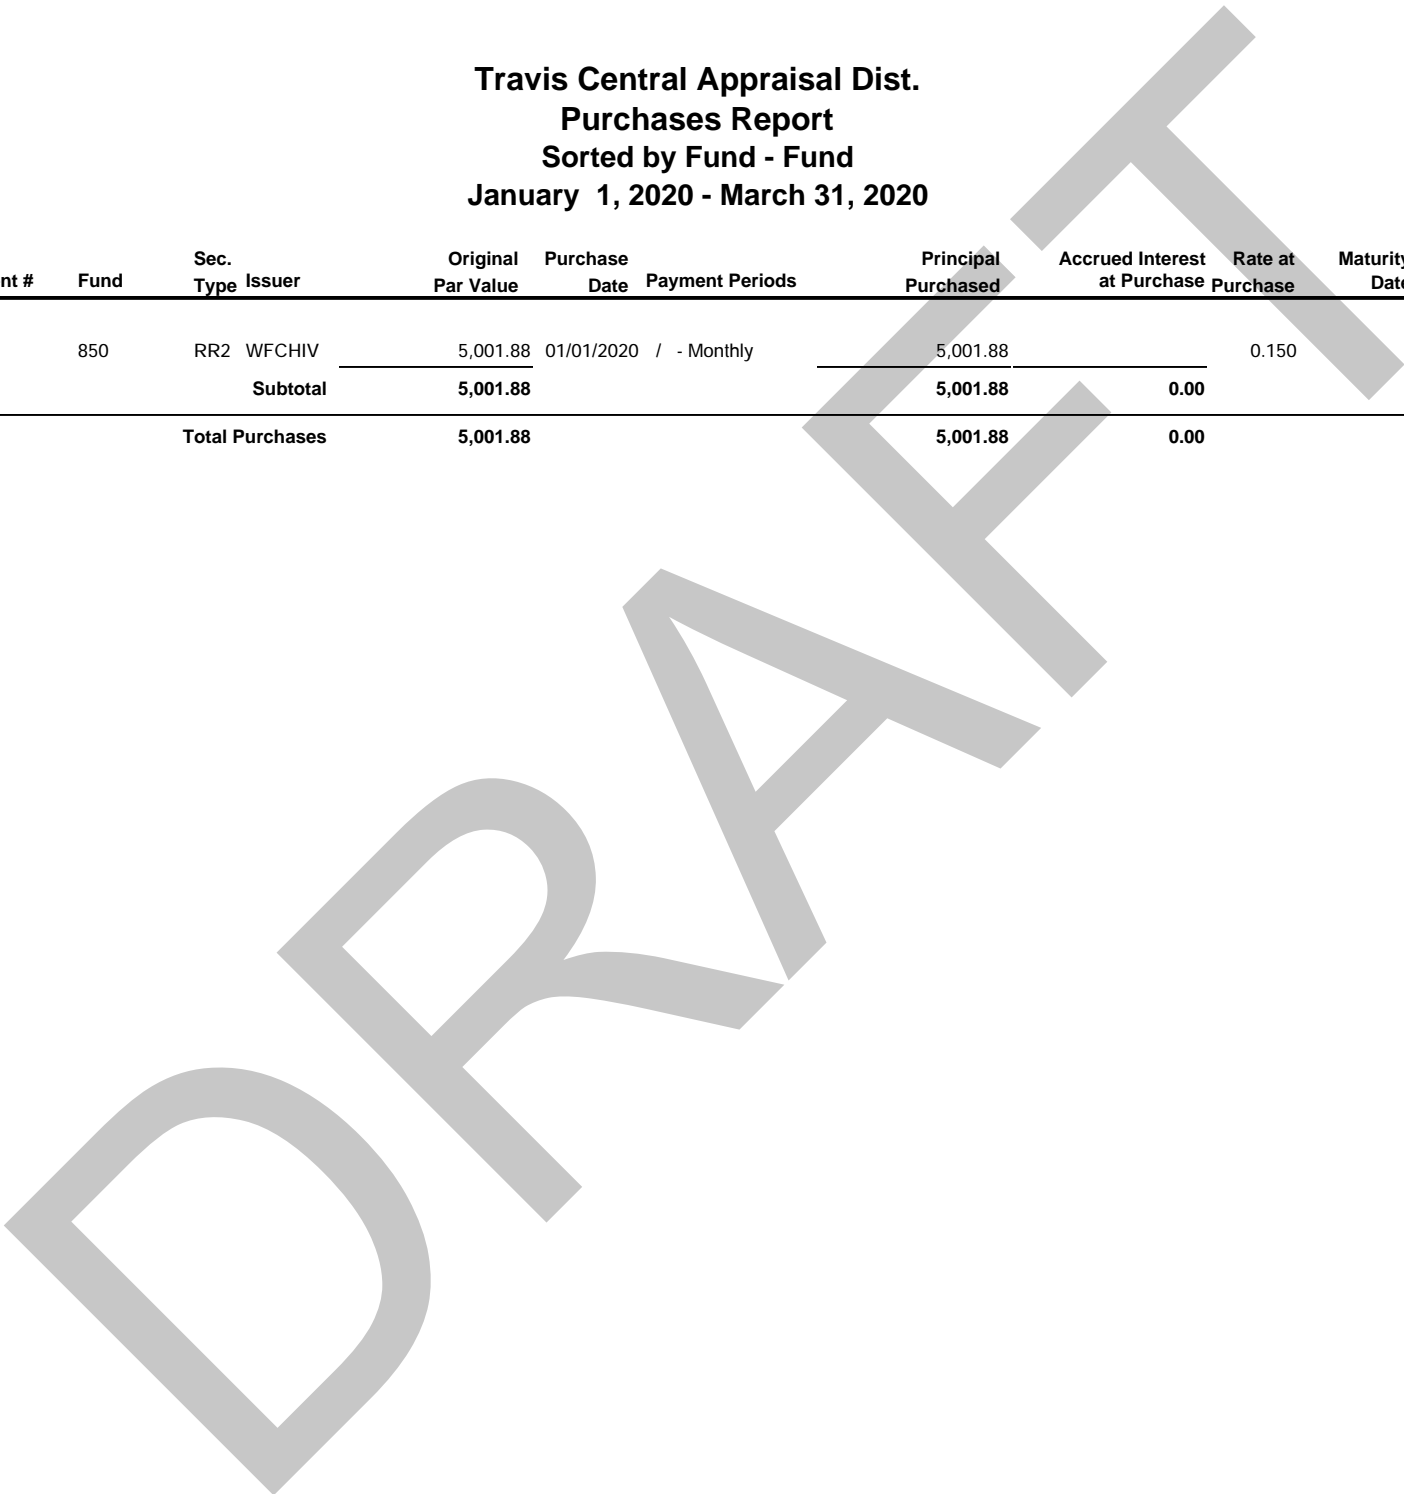 Travis Central Appraisal Dist.
Purchases Report
Sorted by Fund - Fund
January 1, 2020 - March 31, 2020
Sec. Original Purchase Principal Accrued Interest Rate at Maturity
nt # Fund Type Issuer Par Value Date Payment Periods Purchased at Purchase Purchase Date
850 RR2 WFCHIV 5,001.88 01/01/2020 / - Monthly 5,001.88 0.150
Subtotal 5,001.88 5,001.88 0.00
Total Purchases 5,001.88 5,001.88 0.00
DRAFT